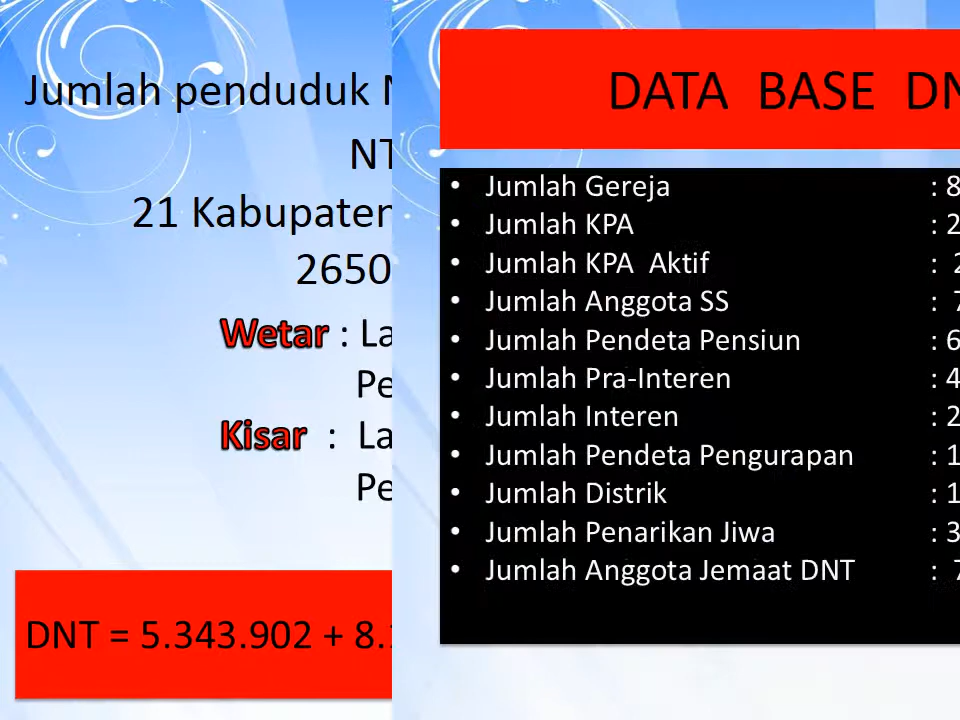 Jumlah penduduk
21 Kabupaten
2650
Wetar : La
Pe
Kisar : La
Pe
DNT = 5.343.902 + 8.
DATA BASE
• Jumlah Gereja : 8
• Jumlah KPA : 2
• Jumlah KPA Aktif : 2
• Jumlah Anggota SS : 7
• Jumlah Pendeta Pensiun : 6
• Jumlah Pra-Interen : 4
• Jumlah Interen : 2
• Jumlah Pendeta Pengurapan : 1
• Jumlah Distrik : 1
• Jumlah Penarikan Jiwa : 3
• Jumlah Anggota Jemaat DNT : 7